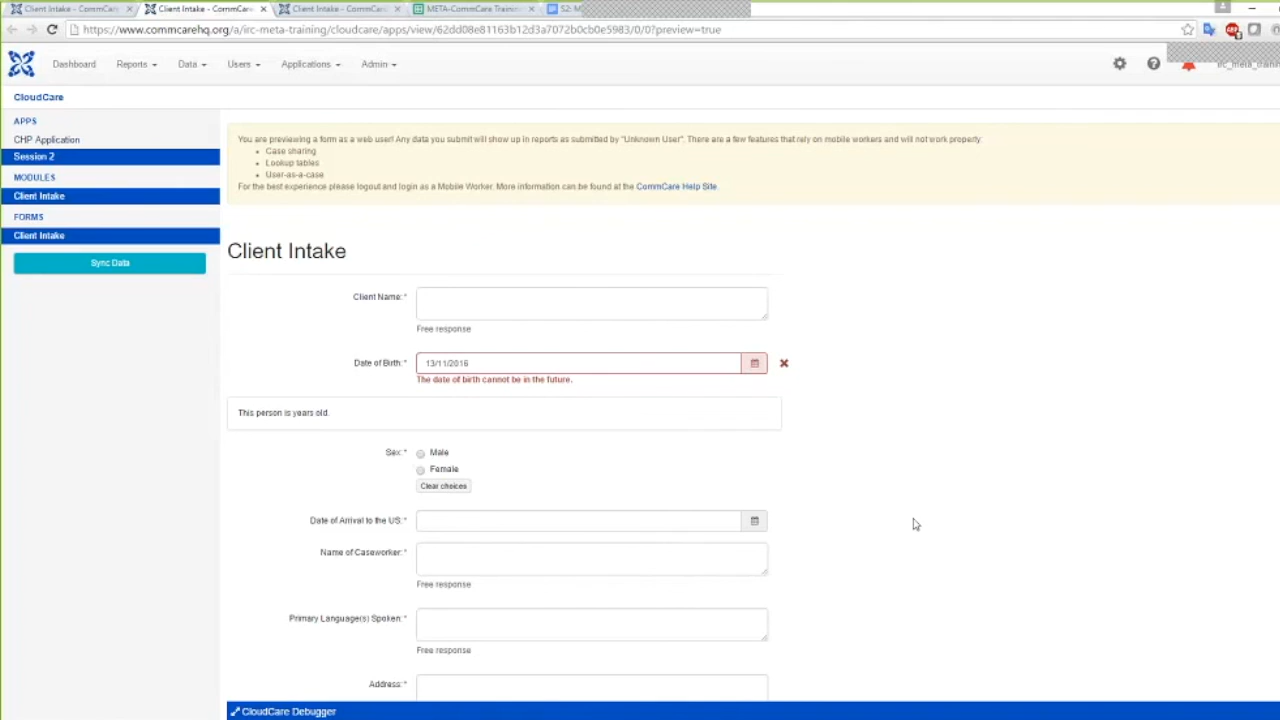 Client Intake - CommCare
Client Intake - CommCare
Client Intake - CommCare
META-CommCare Training
S2: M
https://www.commcarehq.org/a/irc-meta-training/cloudcare/apps/view/62dd08e81163b12d3a7072b0cb0e5983/0/0?preview=true
Dashboard Reports Data Users Applications Admin
CloudCare
APPS
CHP Application
Session 2
MODULES
Client Intake
FORMS
Client Intake
Sync Data
You are previewing a form as a web user! Any data you submit will show up in reports as submitted by "Unknown User". There are a few features that rely on mobile workers and will not work properly:
Case sharing
Lookup tables
User-as-a-case
For the best experience please logout and login as a Mobile Worker. More information can be found at the CommCare Help Site.
Client Intake
Client Name: *
Free response
Date of Birth: * 13/11/2016
The date of birth cannot be in the future.
This person is years old.
Sex: * Male
Female
Clear choices
Date of Arrival to the US: *
Name of Caseworker: *
Free response
Primary Language(s) Spoken: *
Free response
Address: *
CloudCare Debugger